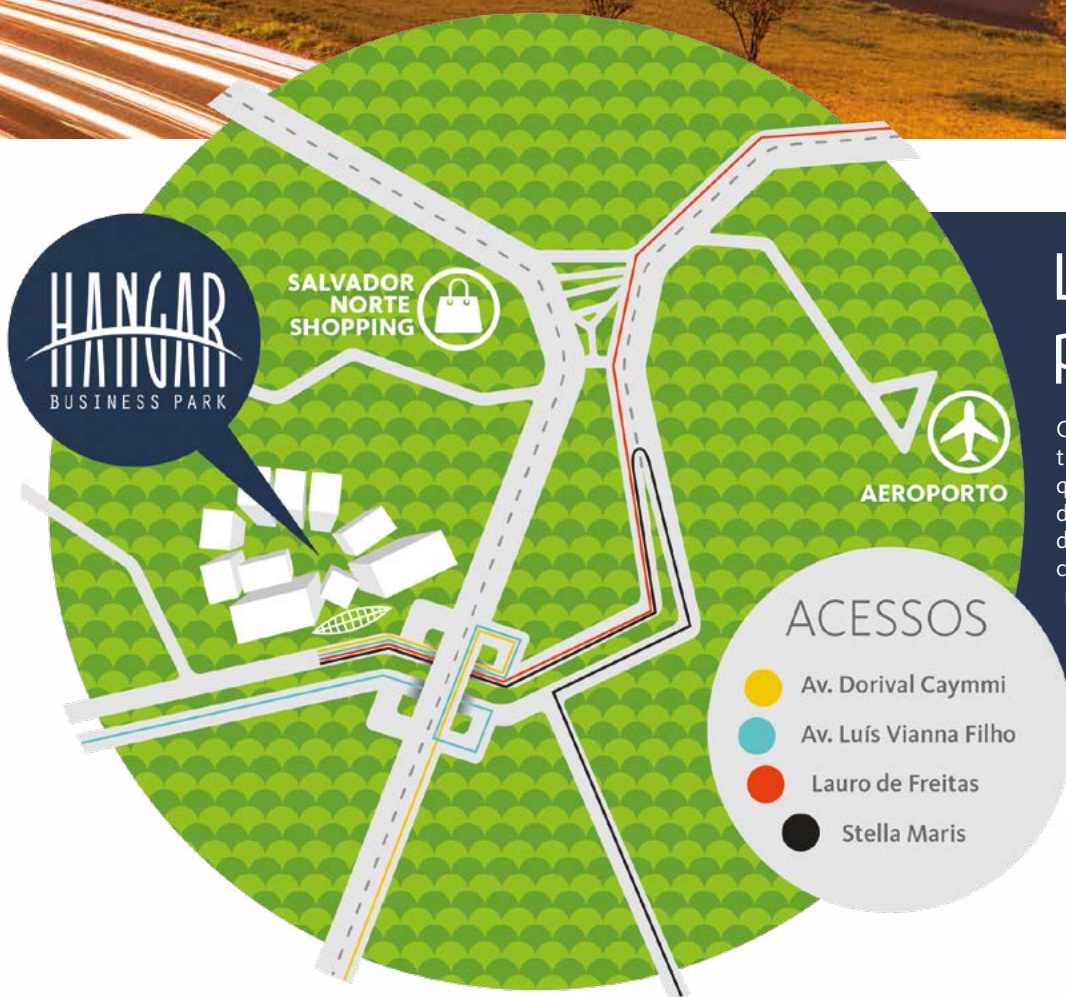 HANGAR
BUSINESS PARK
SALVADOR
NORTE
SHOPPING
AEROPORTO
ACESSOS
Av. Dorival Caymmi
Av. Luís Vianna Filho
Lauro de Freitas
Stella Maris